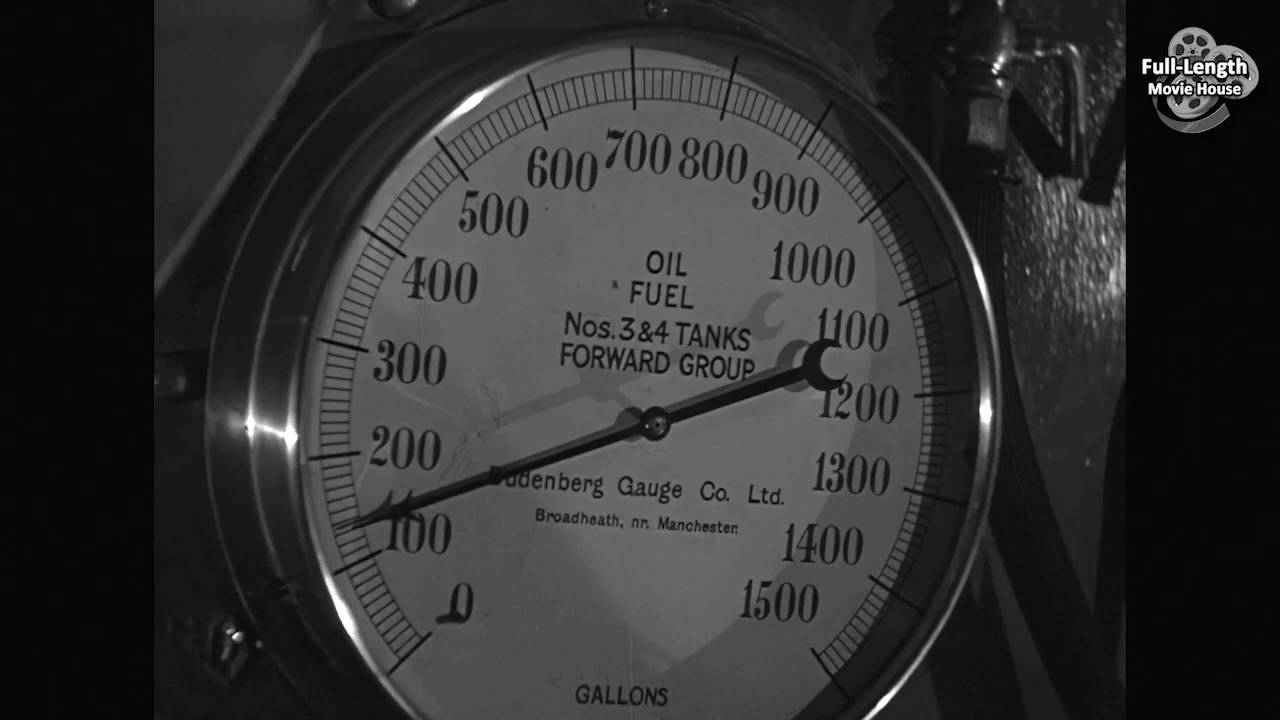 Full-Length
Movie House
0
100
200
300
400
500
600
700
800
900
1000
1100
1200
1300
1400
1500
OIL
FUEL
Nos. 3 & 4 TANKS
FORWARD GROUP
Gauge Co. Ltd.
Broadheath, nr. Manchester.
GALLONS